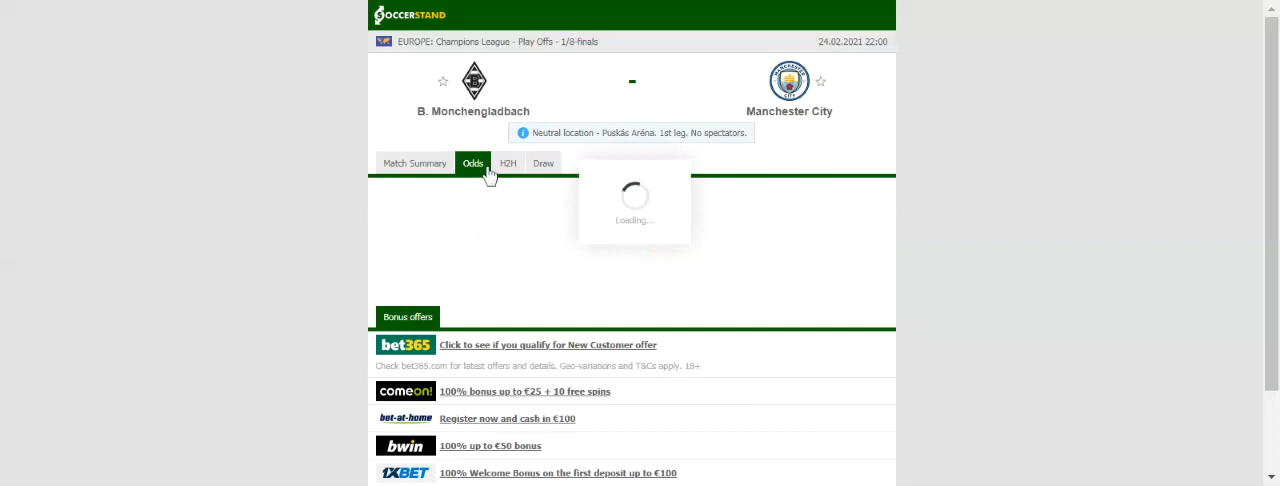 SOCCERSTAND
EUROPE: Champions League - Play Offs - 1/8-finals 24.02.2021 22:00
-
B. Monchengladbach Manchester City
Neutral location - Puskás Aréna. 1st leg. No spectators.
Match Summary Odds H2H Draw
Loading...
Bonus offers
bet365 Click to see if you qualify for New Customer offer
Check bet365.com for latest offers and details. Geo-variations and T&Cs apply. 18+
comeon! 100% bonus up to €25 + 10 free spins
bet-at-home Register now and cash in €100
bwin 100% up to €50 bonus
1XBET 100% Welcome Bonus on the first deposit up to €100